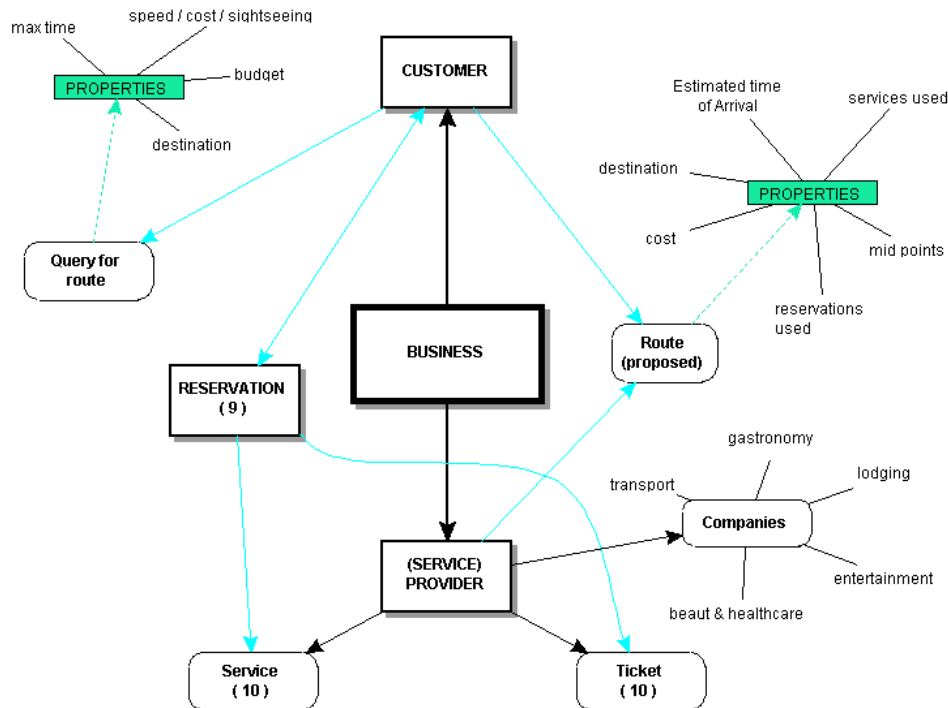 speed / cost / sightseeing
max time
PROPERTIES
budget
destination
CUSTOMER
Estimated time
of Arrival
services used
destination
PROPERTIES
cost
mid points
reservations
used
Query for
route
BUSINESS
Route
(proposed)
RESERVATION
( 9 )
gastronomy
transport
lodging
Companies
entertainment
beaut & healthcare
(SERVICE)
PROVIDER
Service
( 10 )
Ticket
( 10 )